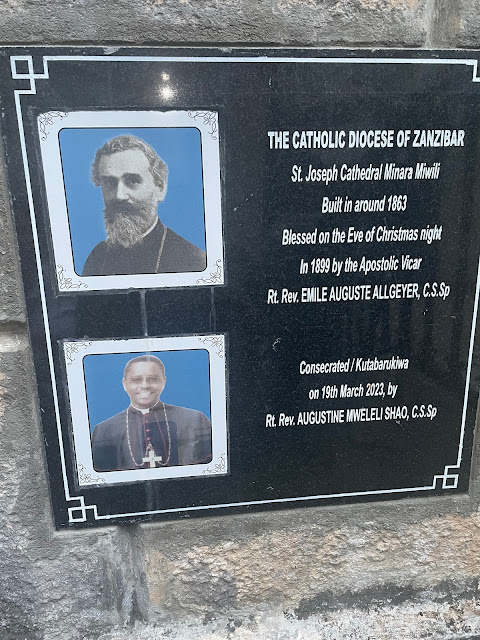 THE CATHOLIC DIOCESE OF ZANZIBAR
St. Joseph Cathedral Minara Miwili
Built in around 1863
Blessed on the Eve of Christmas night
In 1899 by the Apostolic Vicar
Rt. Rev. EMILE AUGUSTE ALLGEYER, C.S.Sp
Consecrated / Kutabarukiwa
on 19th March 2023, by
Rt. Rev. AUGUSTINE MWELELI SHAO, C.S.Sp